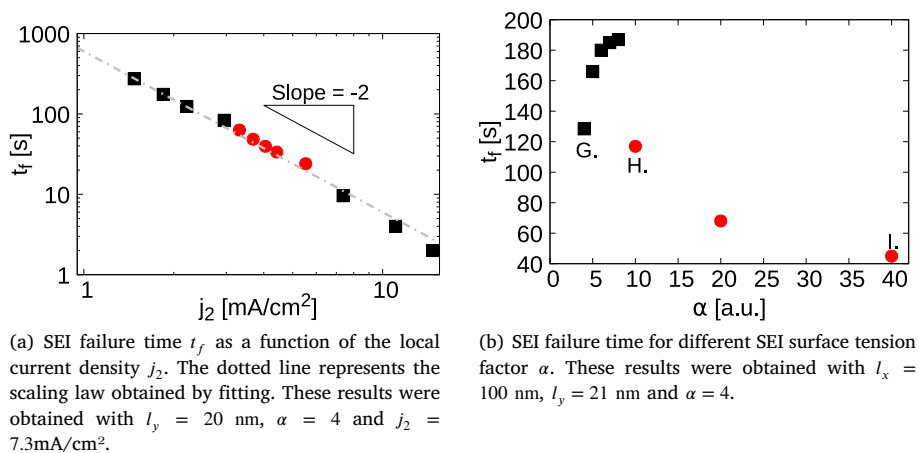 1000
100
10
1
t_f [s]
Slope = -2
1
10
j_2 [mA/cm²]
200
180
160
140
120
100
80
60
40
t_f [s]
G.
H.
I.
0 5 10 15 20 25 30 35 40
α [a.u.]
(a) SEI failure time t_f as a function of the local
current density j_2. The dotted line represents the
scaling law obtained by fitting. These results were
obtained with l_y = 20 nm, α = 4 and j_2 =
7.3mA/cm².
(b) SEI failure time for different SEI surface tension
factor α. These results were obtained with l_x =
100 nm, l_y = 21 nm and α = 4.